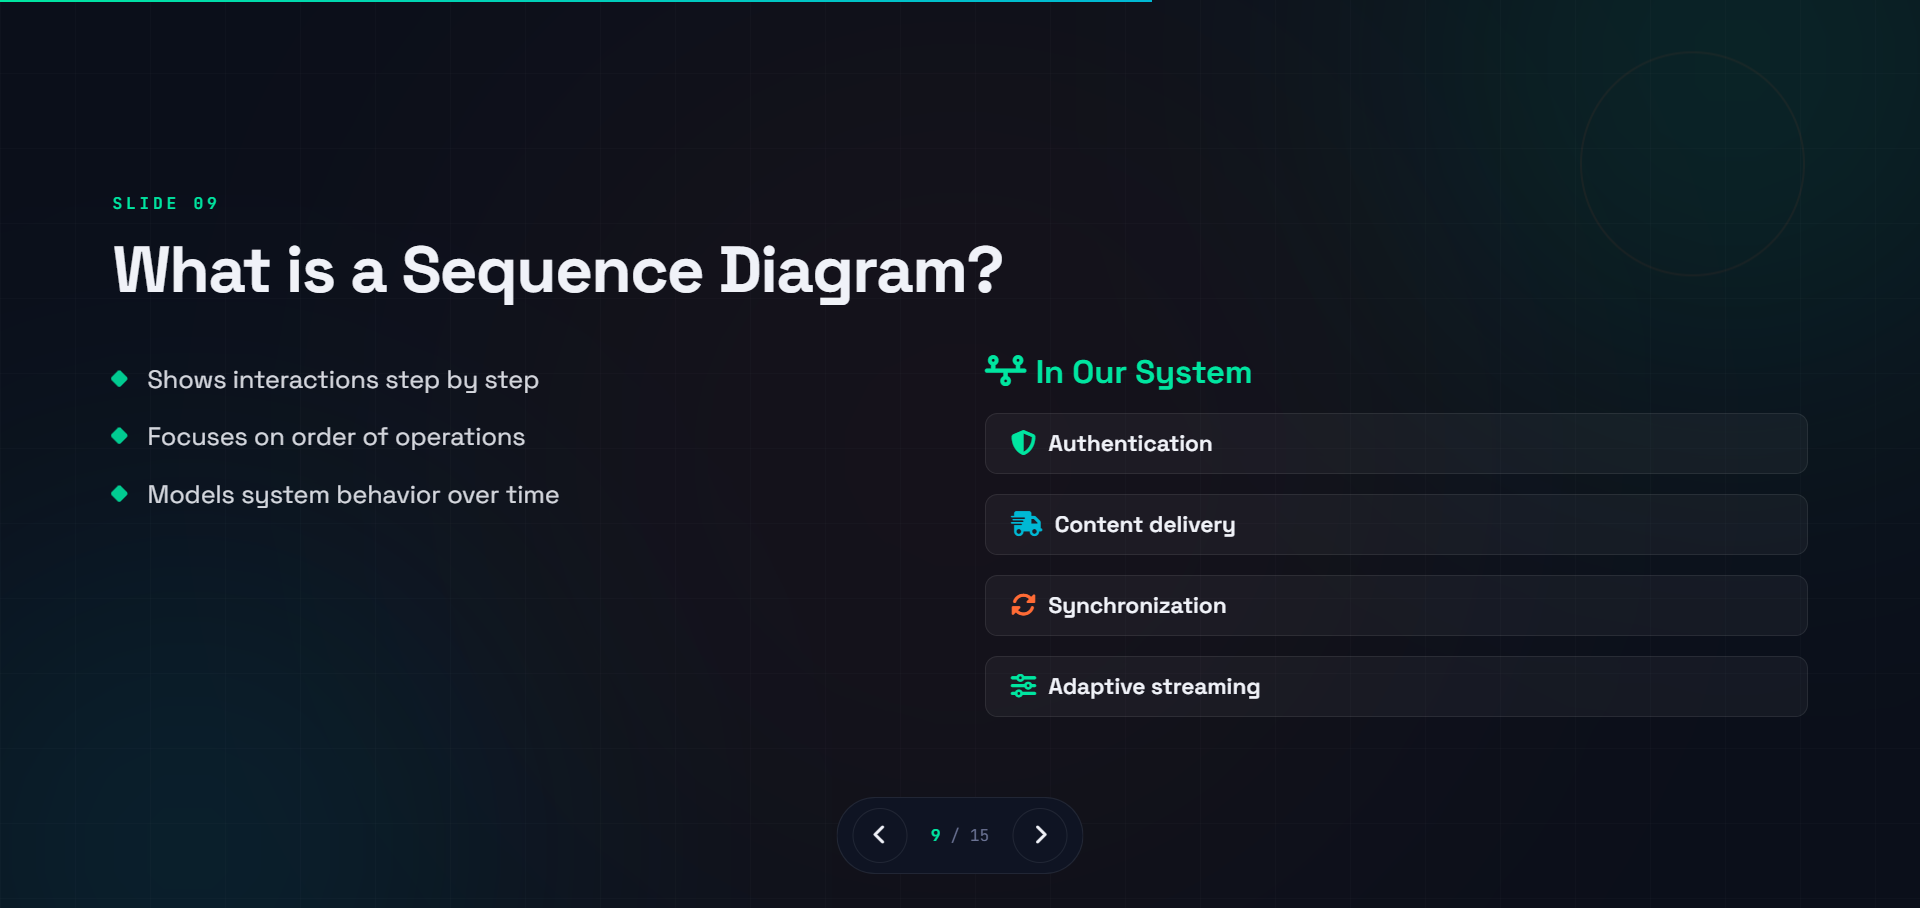 SLIDE 09
What is a Sequence Diagram?
Shows interactions step by step
Focuses on order of operations
Models system behavior over time
In Our System
Authentication
Content delivery
Synchronization
Adaptive streaming
9 / 15